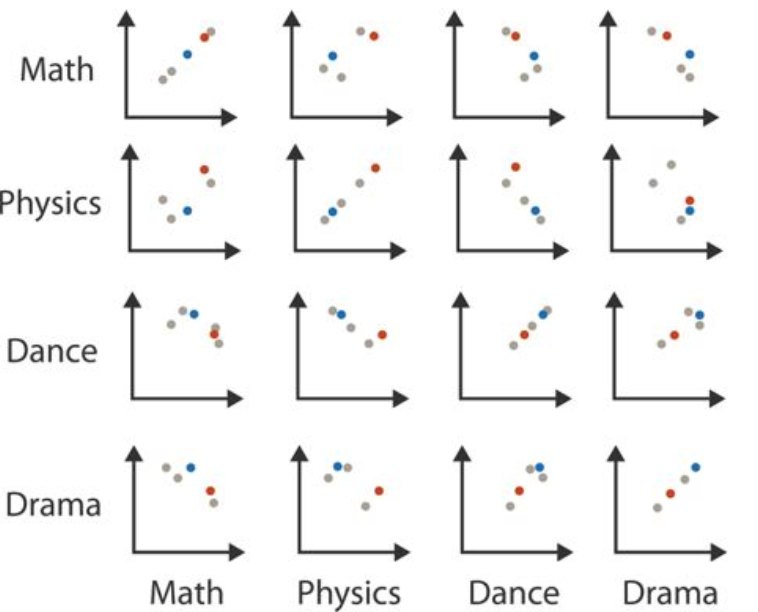 Math
Physics
Dance
Drama
Math Physics Dance Drama